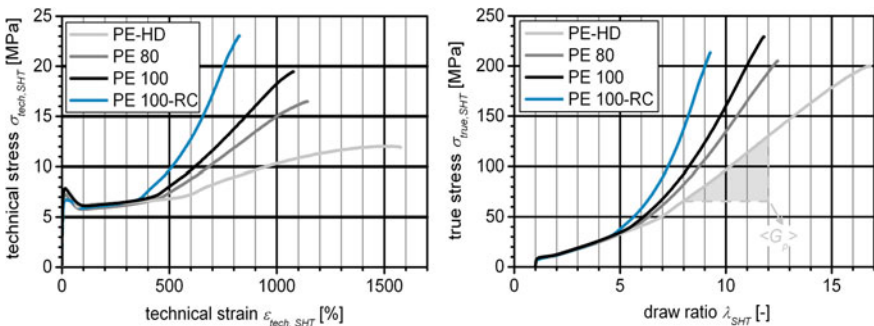 technical stress σtech,SHT [MPa]
25
20
15
10
5
0
PE-HD
PE 80
PE 100
PE 100-RC
0
500
1000
1500
technical strain εtech, SHT [%]
true stress σtrue,SHT [MPa]
250
200
150
100
50
0
PE-HD
PE 80
PE 100
PE 100-RC
<Gp>
5
10
15
draw ratio λSHT [-]